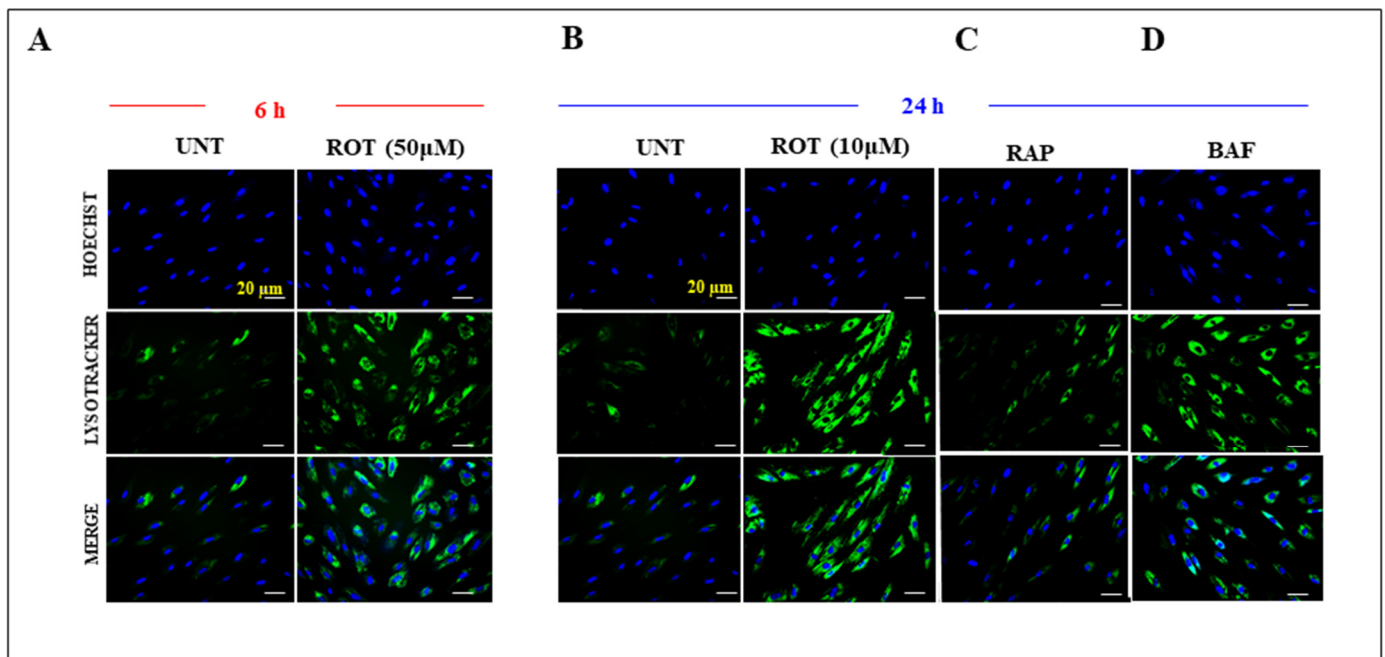 A
B
C
D
6 h
24 h
UNT
ROT (50µM)
UNT
ROT (10µM)
RAP
BAF
HOECHST
20 µm
20 µm
LYSOTRACKER
MERGE